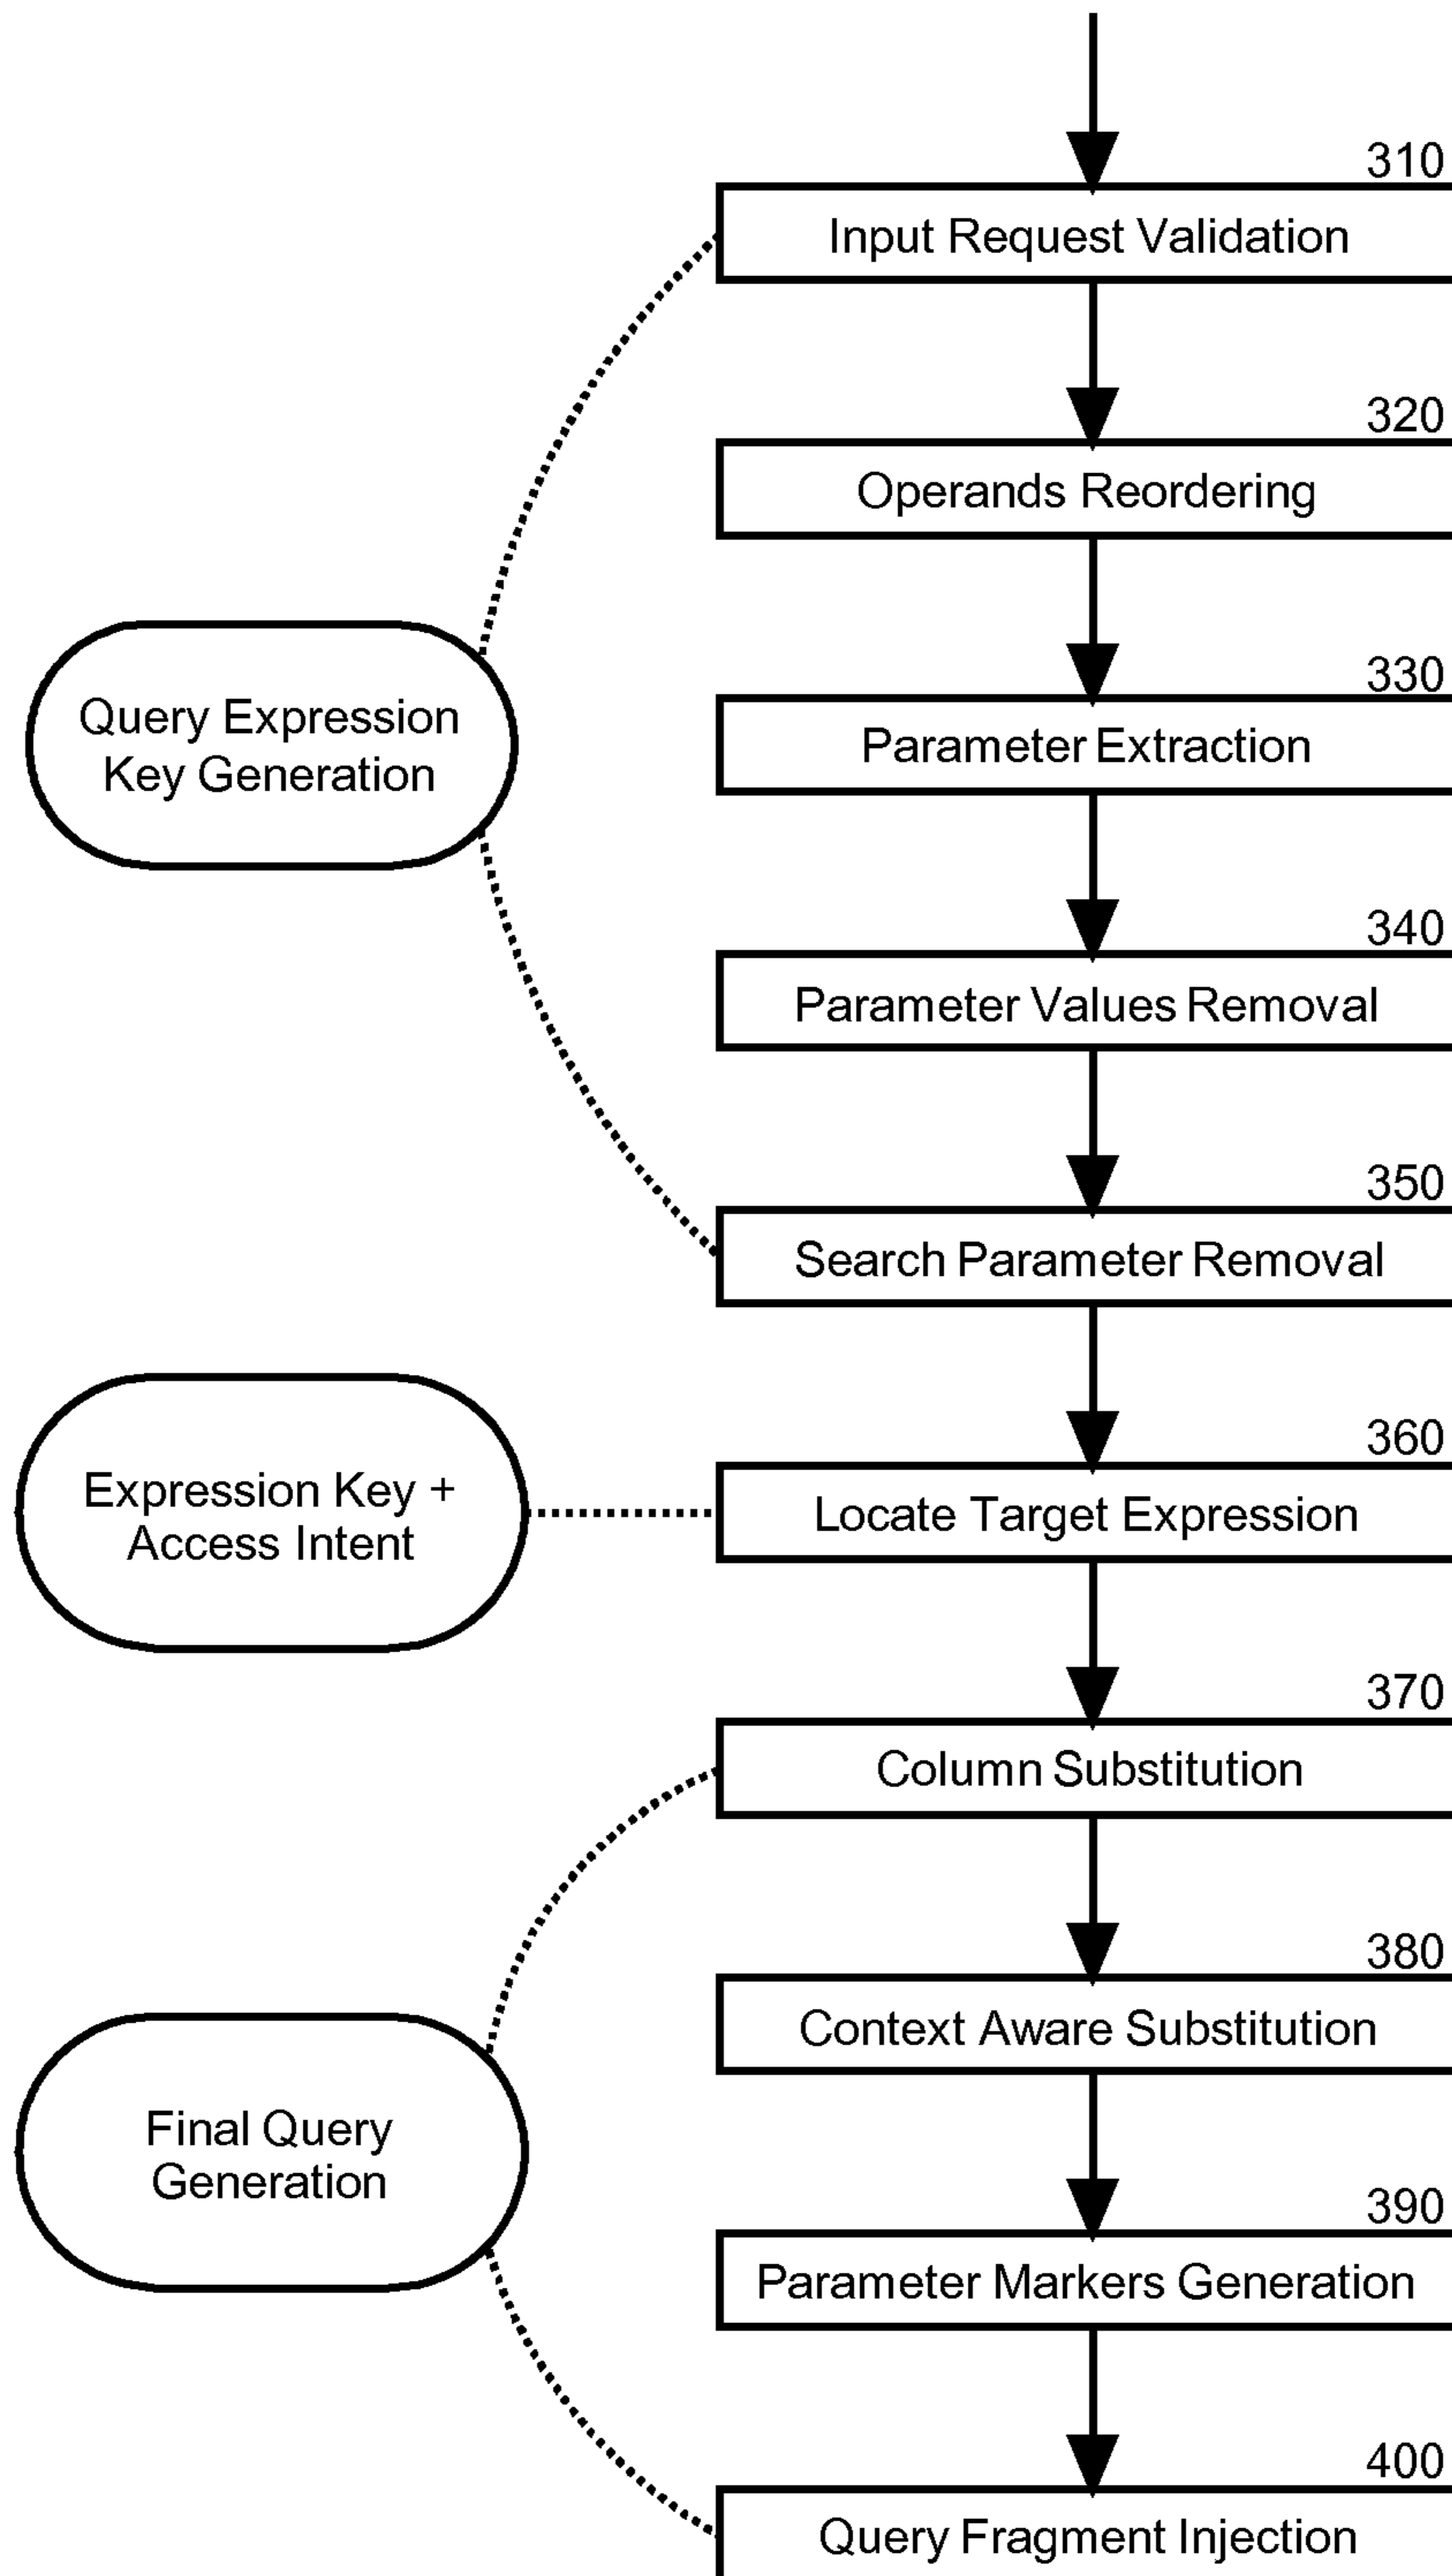 310
Input Request Validation
320
Operands Reordering
330
Query Expression
Key Generation
Parameter Extraction
340
Parameter Values Removal
350
Search Parameter Removal
360
Expression Key +
Access Intent
Locate Target Expression
370
Column Substitution
380
Context Aware Substitution
Final Query
Generation
390
Parameter Markers Generation
400
Query Fragment Injection